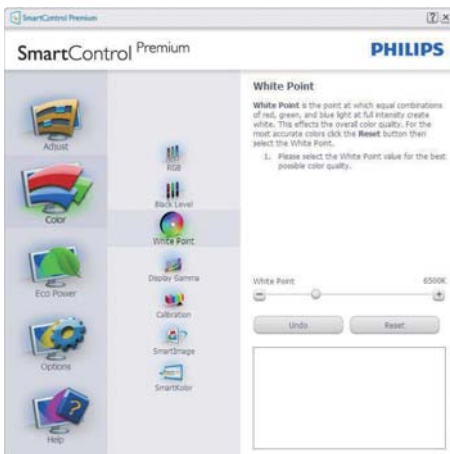 SmartControl Premium
SmartControl Premium
PHILIPS
Adjust
Color
Eco Power
Options
Help
RGB
Black Level
White Point
Display Gamma
Calibration
SmartImage
SmartKolor
White Point
White Point is the point at which equal combinations
of red, green, and blue light at full intensity create
white. This effects the overall color quality. For the
most accurate colors click the Reset button then
select the White Point.
1. Please select the White Point value for the best
possible color quality.
White Point 6500K
Undo Reset